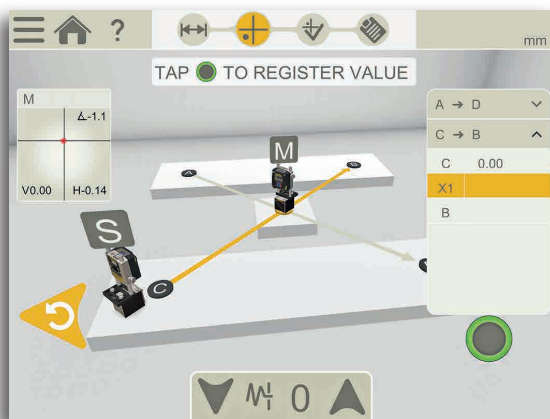 ?
mm
TAP TO REGISTER VALUE
M
∡-1.1
V0.00 H-0.14
A → D
C → B
C 0.00
X1
B
M
A
B
S
C
0